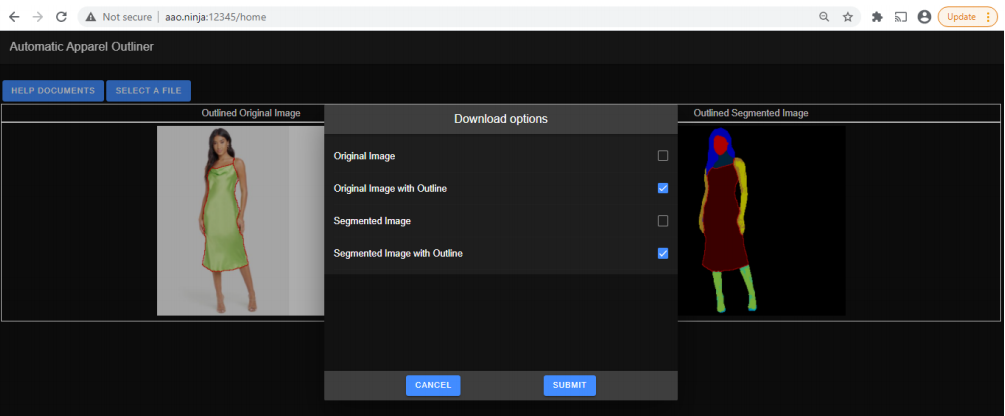 Not secure | aao.ninja:12345/home
Update
Automatic Apparel Outliner
HELP DOCUMENTS
SELECT A FILE
Outlined Original Image
Outlined Segmented Image
Download options
Original Image
Original Image with Outline
Segmented Image
Segmented Image with Outline
CANCEL
SUBMIT